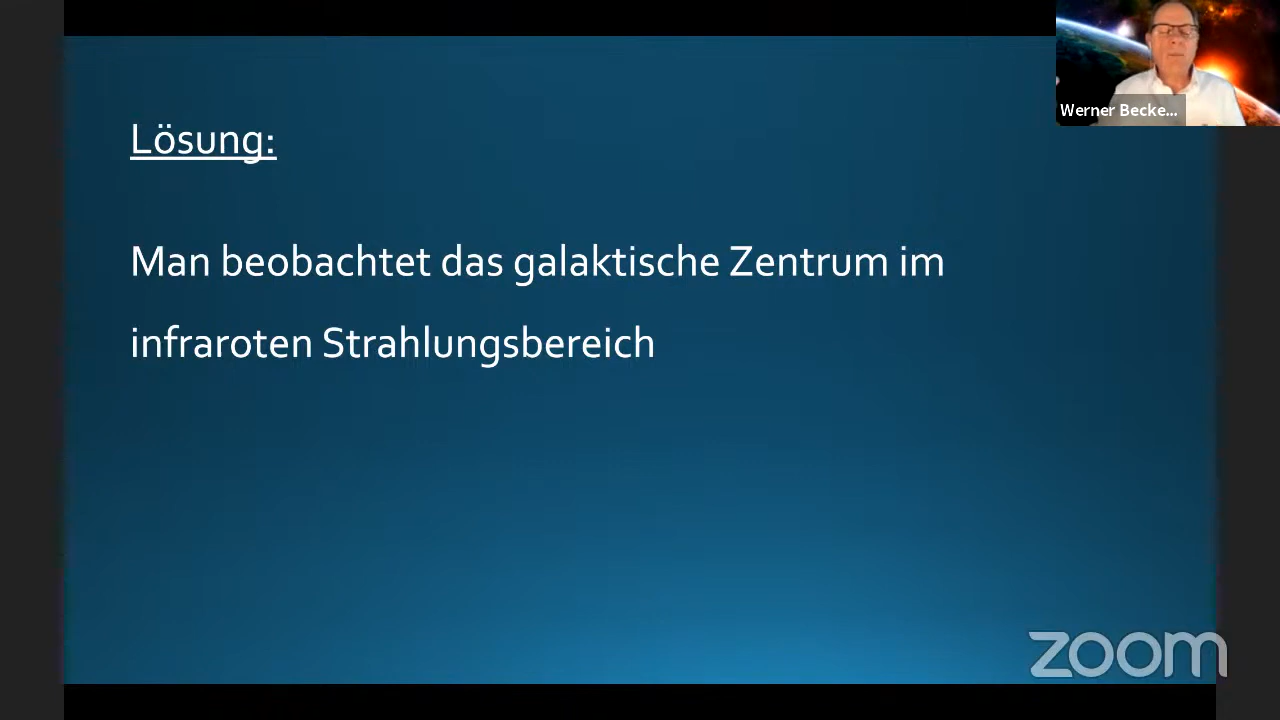 Lösung:
Man beobachtet das galaktische Zentrum im
infraroten Strahlungsbereich
Werner Becke...
zoom